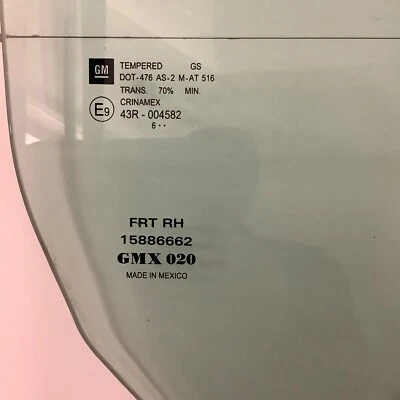 GM
TEMPERED GS
DOT-476 AS-2 M-AT 516
TRANS. 70% MIN.
E9
CRINAMEX
43R - 004582
6 ··
FRT RH
15886662
GMX 020
MADE IN MEXICO